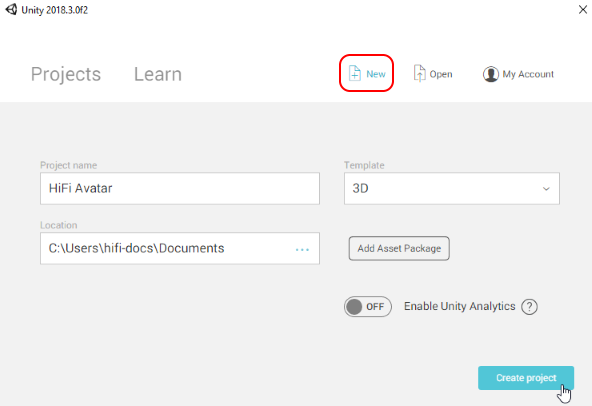 Unity 2018.3.0f2
Projects Learn New Open My Account
Project name Template
HiFi Avatar 3D
Location
C:\Users\hifi-docs\Documents ... Add Asset Package
OFF Enable Unity Analytics ?
Create project